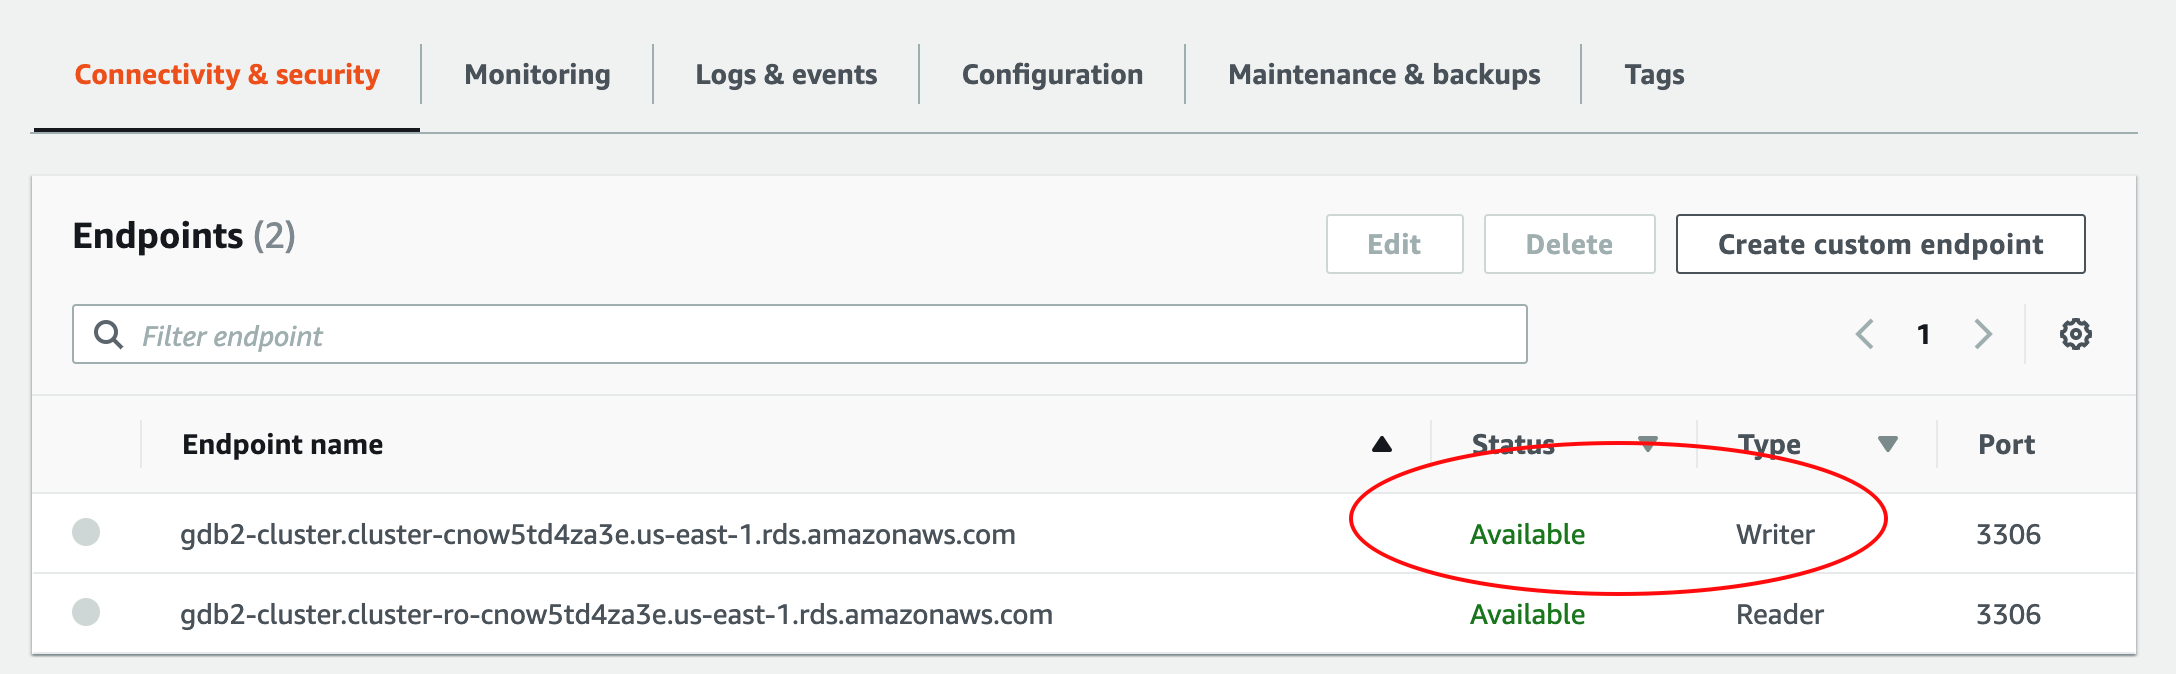 Connectivity & security Monitoring Logs & events Configuration Maintenance & backups Tags
Endpoints (2) Edit Delete Create custom endpoint
Filter endpoint 1
Endpoint name Status Type Port
gdb2-cluster.cluster-cnow5td4za3e.us-east-1.rds.amazonaws.com Available Writer 3306
gdb2-cluster.cluster-ro-cnow5td4za3e.us-east-1.rds.amazonaws.com Available Reader 3306